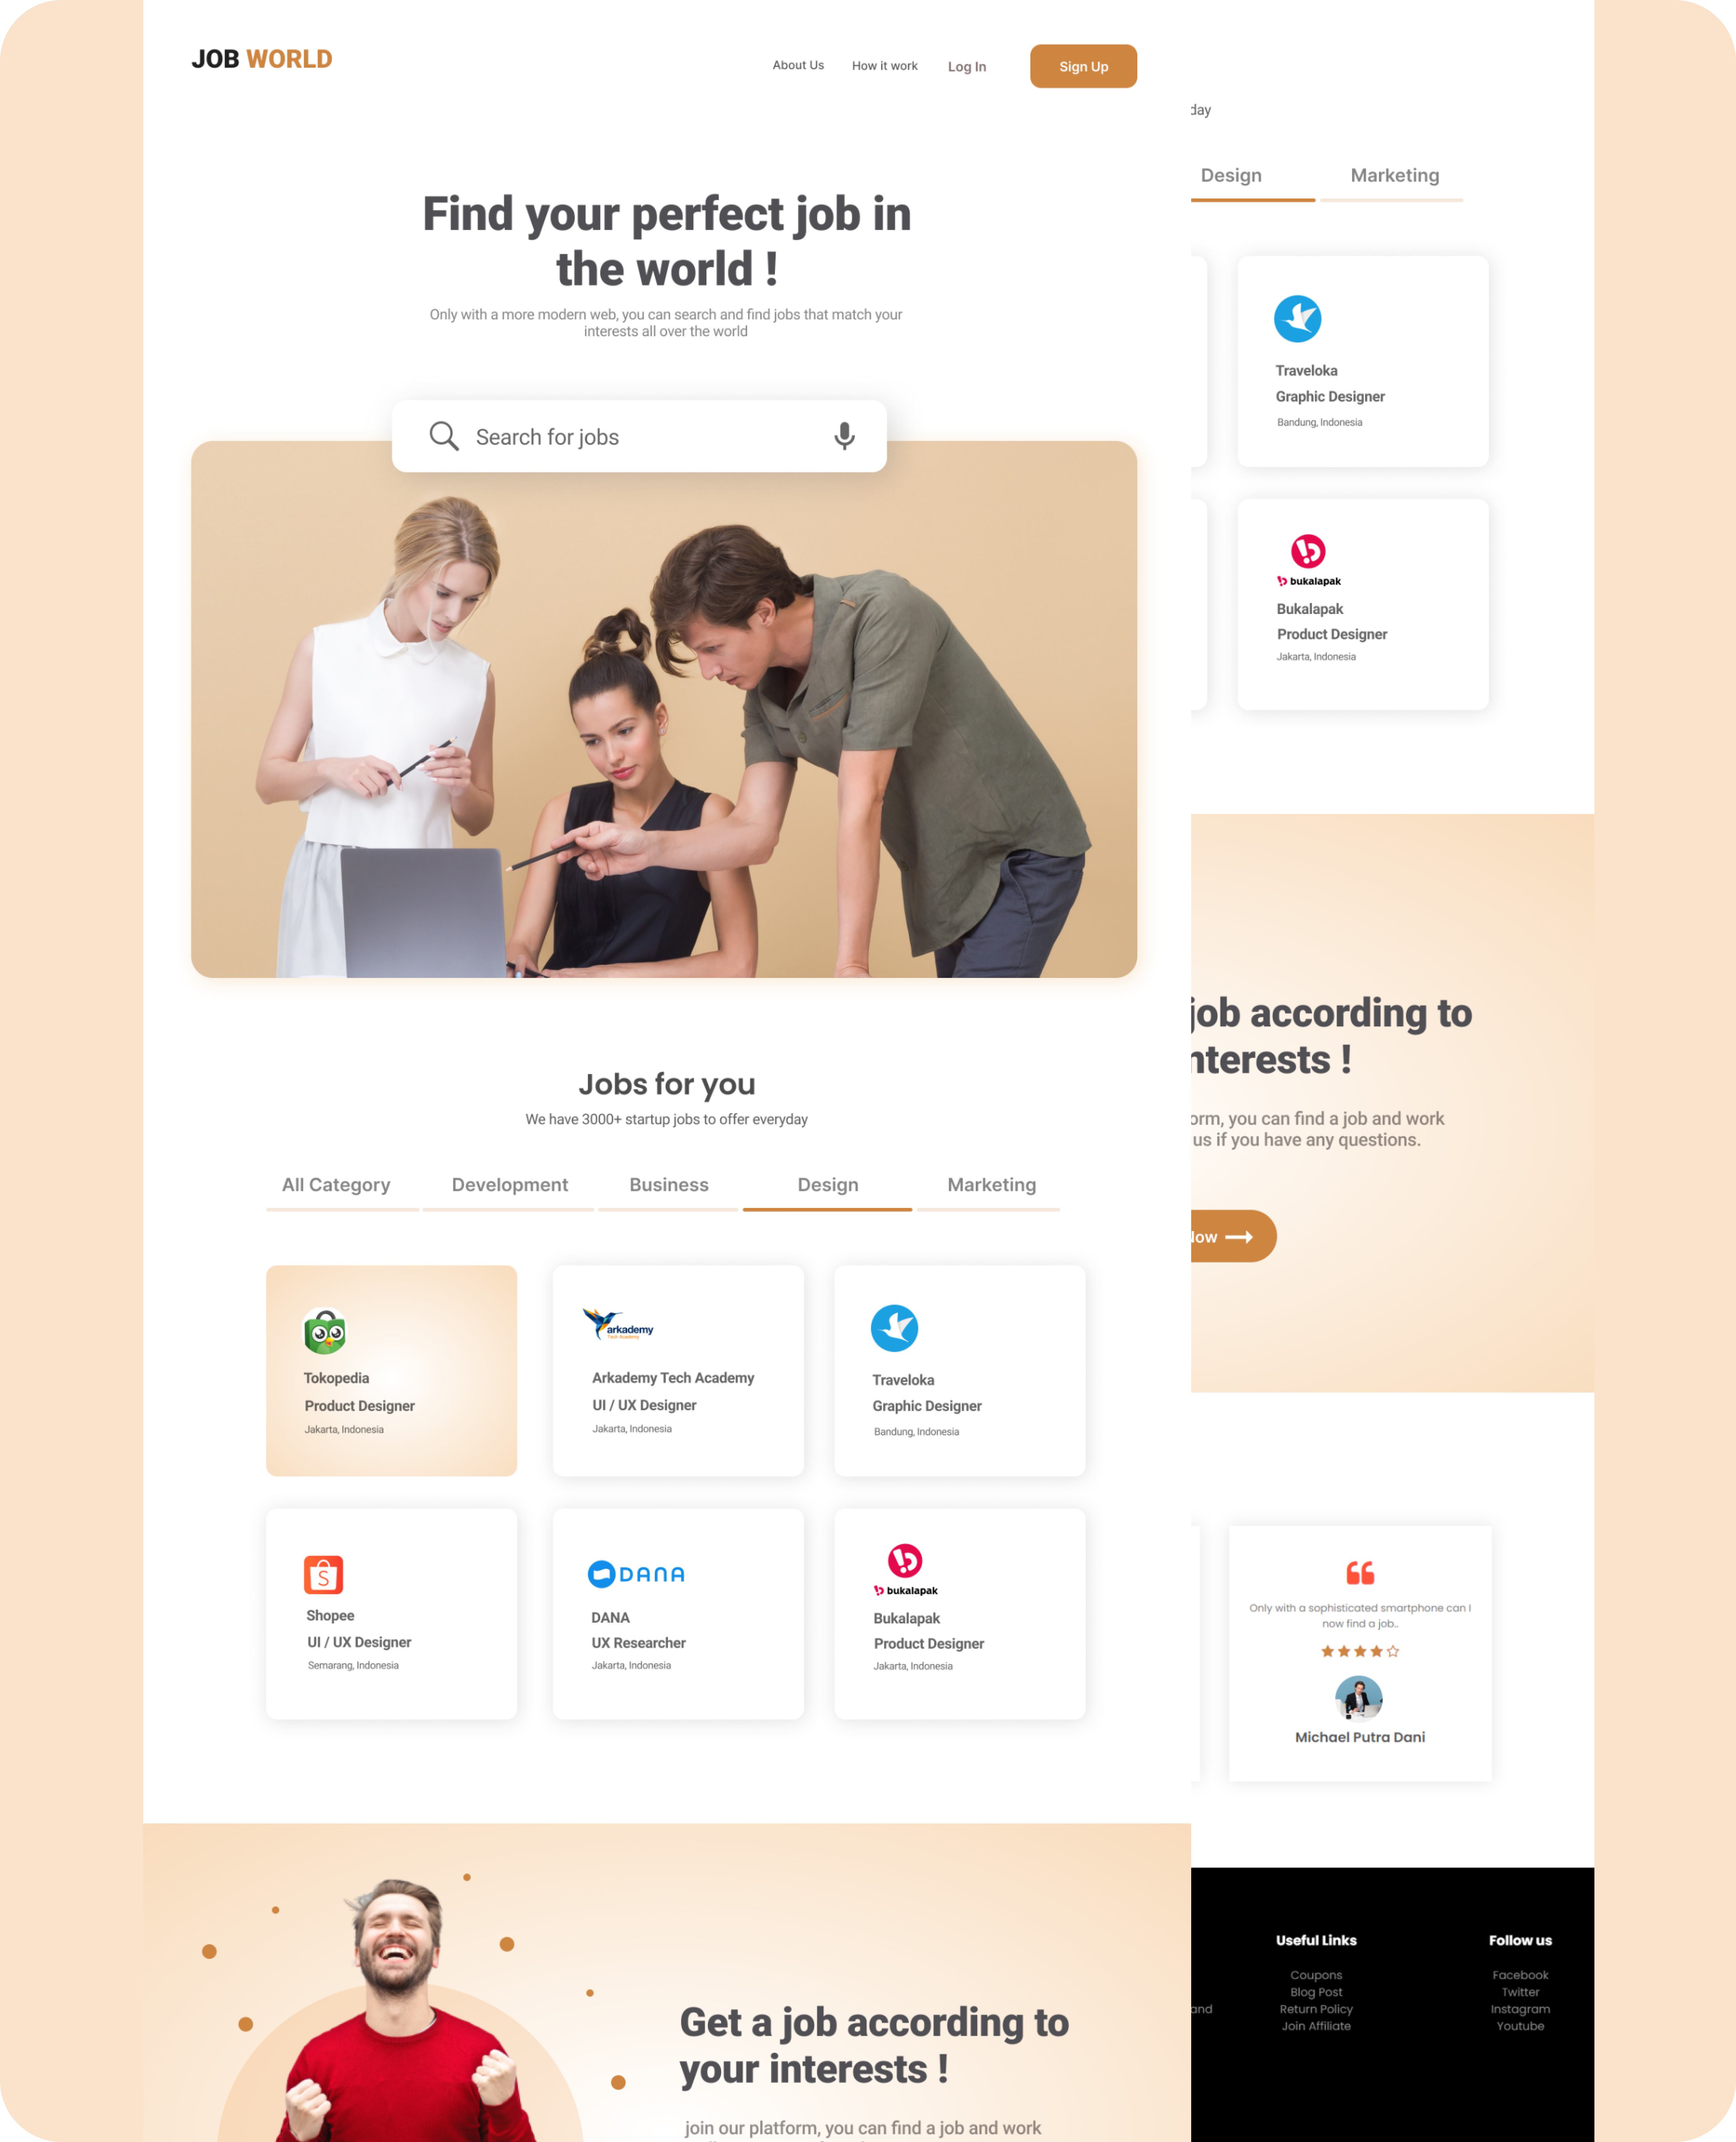 JOB WORLD
About Us
How it work
Log In
Sign Up
Find your perfect job in
the world !
Only with a more modern web, you can search and find jobs that match your
interests all over the world
Search for jobs
Jobs for you
We have 3000+ startup jobs to offer everyday
All Category
Development
Business
Design
Marketing
Tokopedia
Product Designer
Jakarta, Indonesia
arkademy
Tech Academy
Arkademy Tech Academy
UI / UX Designer
Jakarta, Indonesia
Traveloka
Graphic Designer
Bandung, Indonesia
S
Shopee
UI / UX Designer
Semarang, Indonesia
DANA
DANA
UX Researcher
Jakarta, Indonesia
bukalapak
Bukalapak
Product Designer
Jakarta, Indonesia
Get a job according to
your interests !
join our platform, you can find a job and work
day
Design
Marketing
Traveloka
Graphic Designer
Bandung, Indonesia
bukalapak
Bukalapak
Product Designer
Jakarta, Indonesia
job according to
nterests !
orm, you can find a job and work
us if you have any questions.
Now
Only with a sophisticated smartphone can I
now find a job..
Michael Putra Dani
and
Useful Links
Coupons
Blog Post
Return Policy
Join Affiliate
Follow us
Facebook
Twitter
Instagram
Youtube